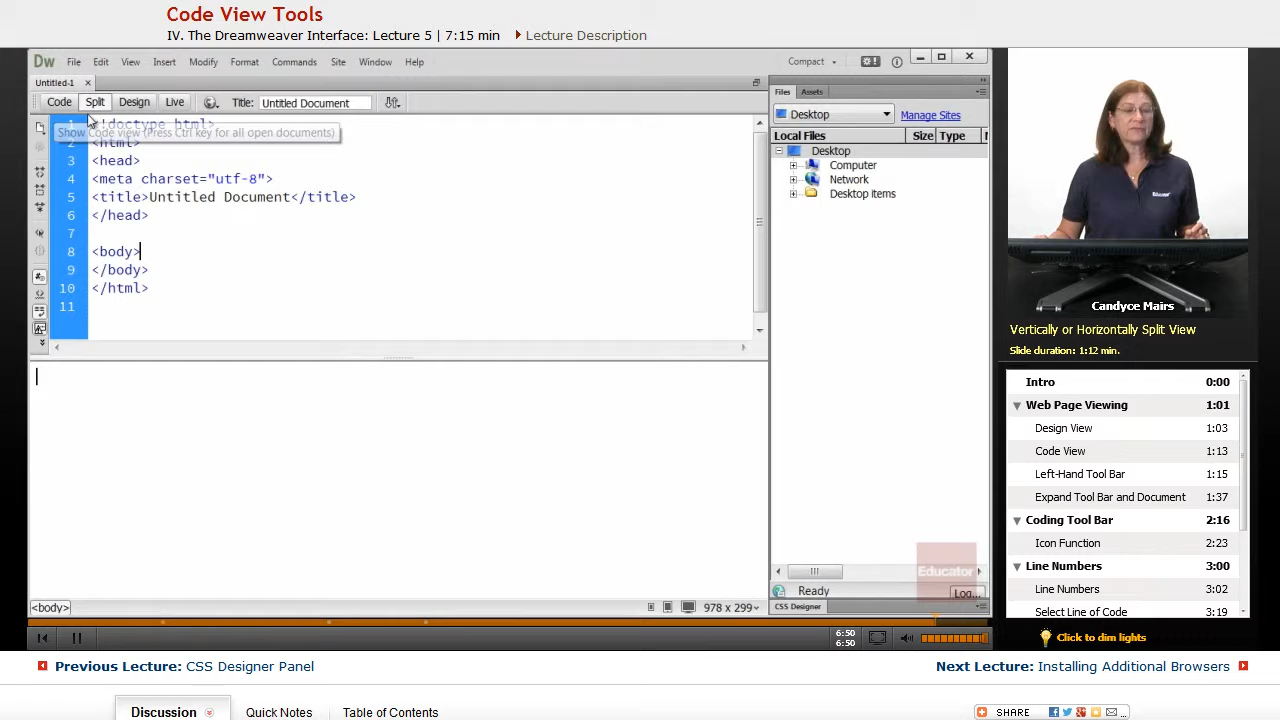 Code View Tools
IV. The Dreamweaver Interface: Lecture 5 | 7:15 min
Lecture Description
Dw File Edit View Insert Modify Format Commands Site Window Help
Compact
Untitled-1 x
Code Split Design Live Title: Untitled Document
1 <!doctype html>
Show Code view (Press Ctrl key for all open documents)
2 <html>
3 <head>
4 <meta charset="utf-8">
5 <title>Untitled Document</title>
6 </head>
7
8 <body>
9 </body>
10 </html>
11
<body>
978 x 299
Files Assets
Desktop Manage Sites
Local Files Size Type
Desktop
Computer
Network
Desktop items
Educator
Ready Log...
CSS Designer
6:50
6:50
Educator
Candyce Mairs
Vertically or Horizontally Split View
Slide duration: 1:12 min.
Intro 0:00
Web Page Viewing 1:01
Design View 1:03
Code View 1:13
Left-Hand Tool Bar 1:15
Expand Tool Bar and Document 1:37
Coding Tool Bar 2:16
Icon Function 2:23
Line Numbers 3:00
Line Numbers 3:02
Select Line of Code 3:19
Click to dim lights
Previous Lecture: CSS Designer Panel
Next Lecture: Installing Additional Browsers
Discussion Quick Notes Table of Contents
SHARE